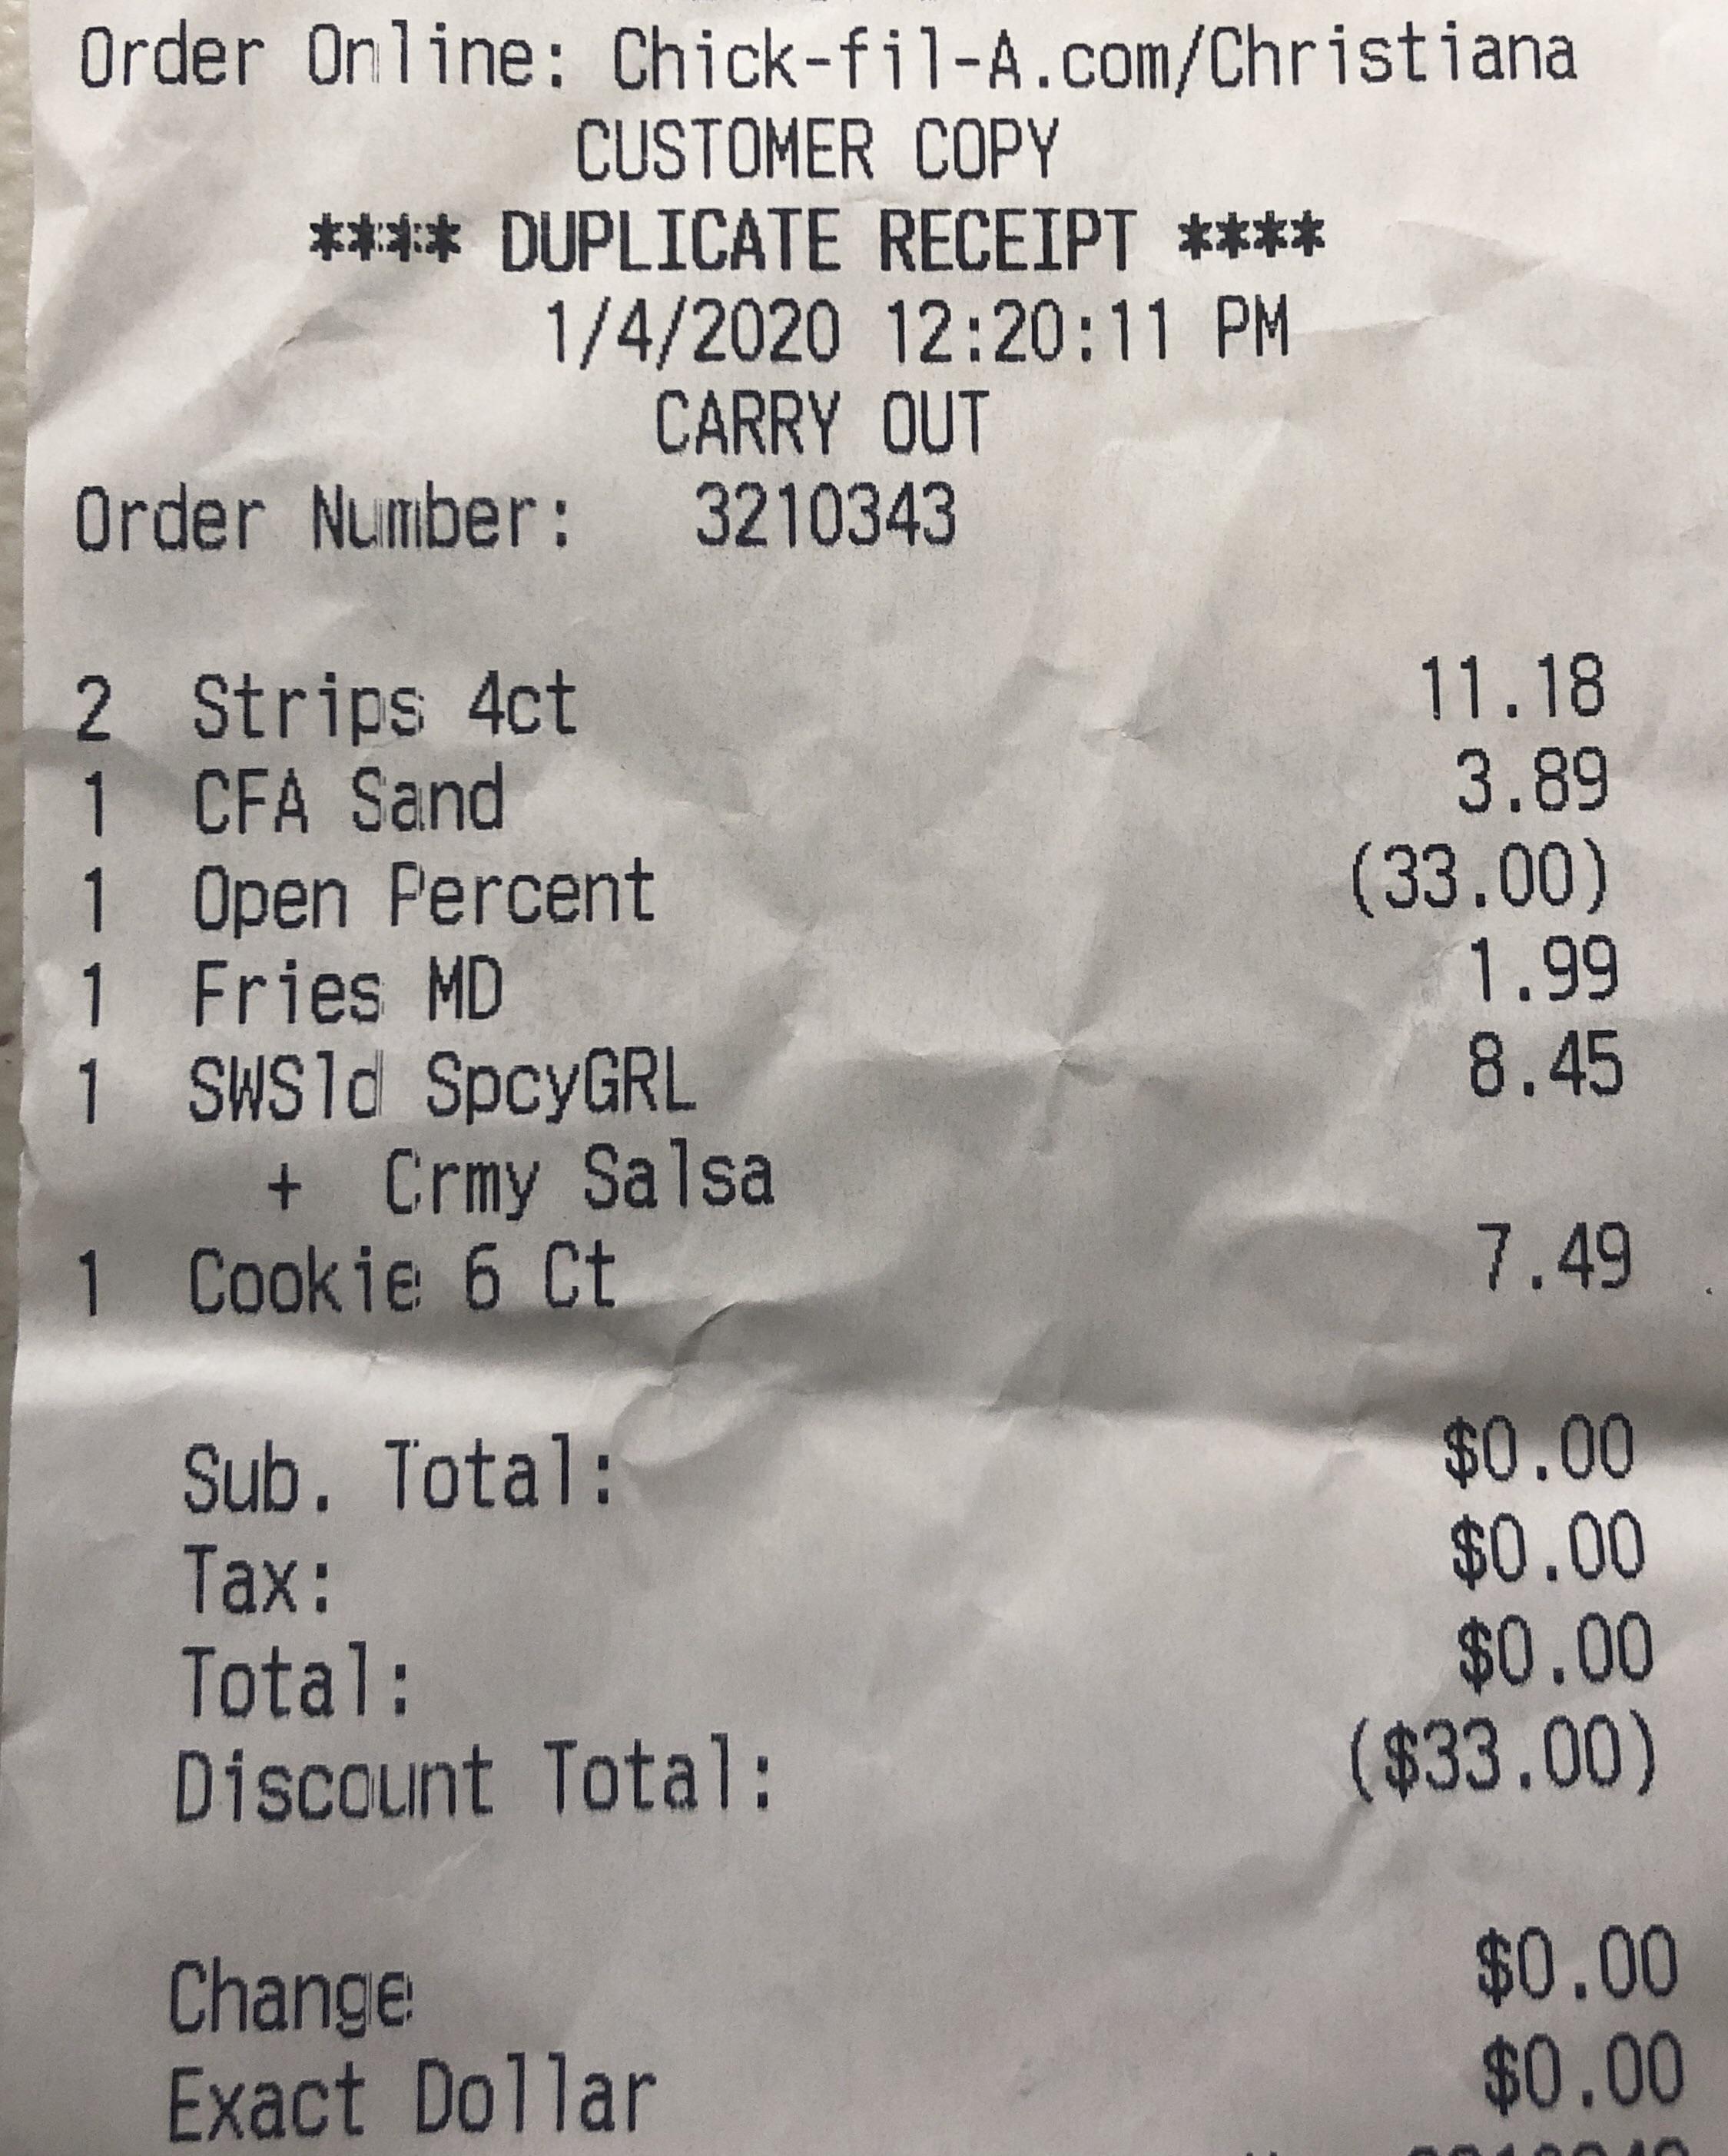 Order Online: Chick-fil-A.com/Christiana
CUSTOMER COPY
**** DUPLICATE RECEIPT ****
1/4/2020 12:20:11 PM
CARRY OUT
Order Number: 3210343
2 Strips 4ct 11.18
1 CFA Sand 3.89
1 Open Percent (33.00)
1 Fries MD 1.99
1 SWSld SpcyGRL 8.45
+ Crmy Salsa
1 Cookie 6 Ct 7.49
Sub. Total: $0.00
Tax: $0.00
Total: $0.00
Discount Total: ($33.00)
Change $0.00
Exact Dollar $0.00